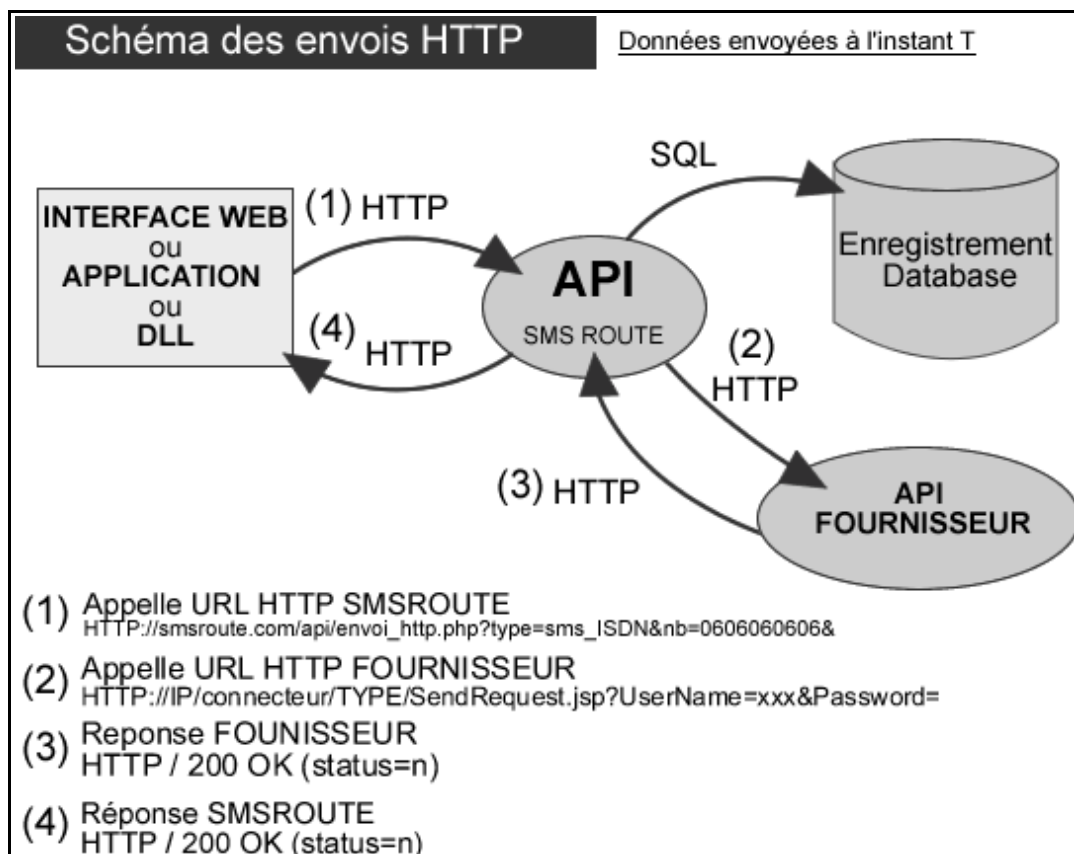 Schéma des envois HTTP
Données envoyées à l'instant T
SQL
(1) HTTP
INTERFACE WEB
ou
APPLICATION
ou
DLL
API
SMS ROUTE
Enregistrement
Database
(4)
HTTP
(2)
HTTP
(3) HTTP
API
FOURNISSEUR
(1) Appelle URL HTTP SMSROUTE
HTTP://smsroute.com/api/envoi_http.php?type=sms_ISDN&nb=0606060606&
(2) Appelle URL HTTP FOURNISSEUR
HTTP://IP/connecteur/TYPE/SendRequest.jsp?UserName=xxx&Password=
(3) Reponse FOUNISSEUR
HTTP / 200 OK (status=n)
(4) Réponse SMSROUTE
HTTP / 200 OK (status=n)